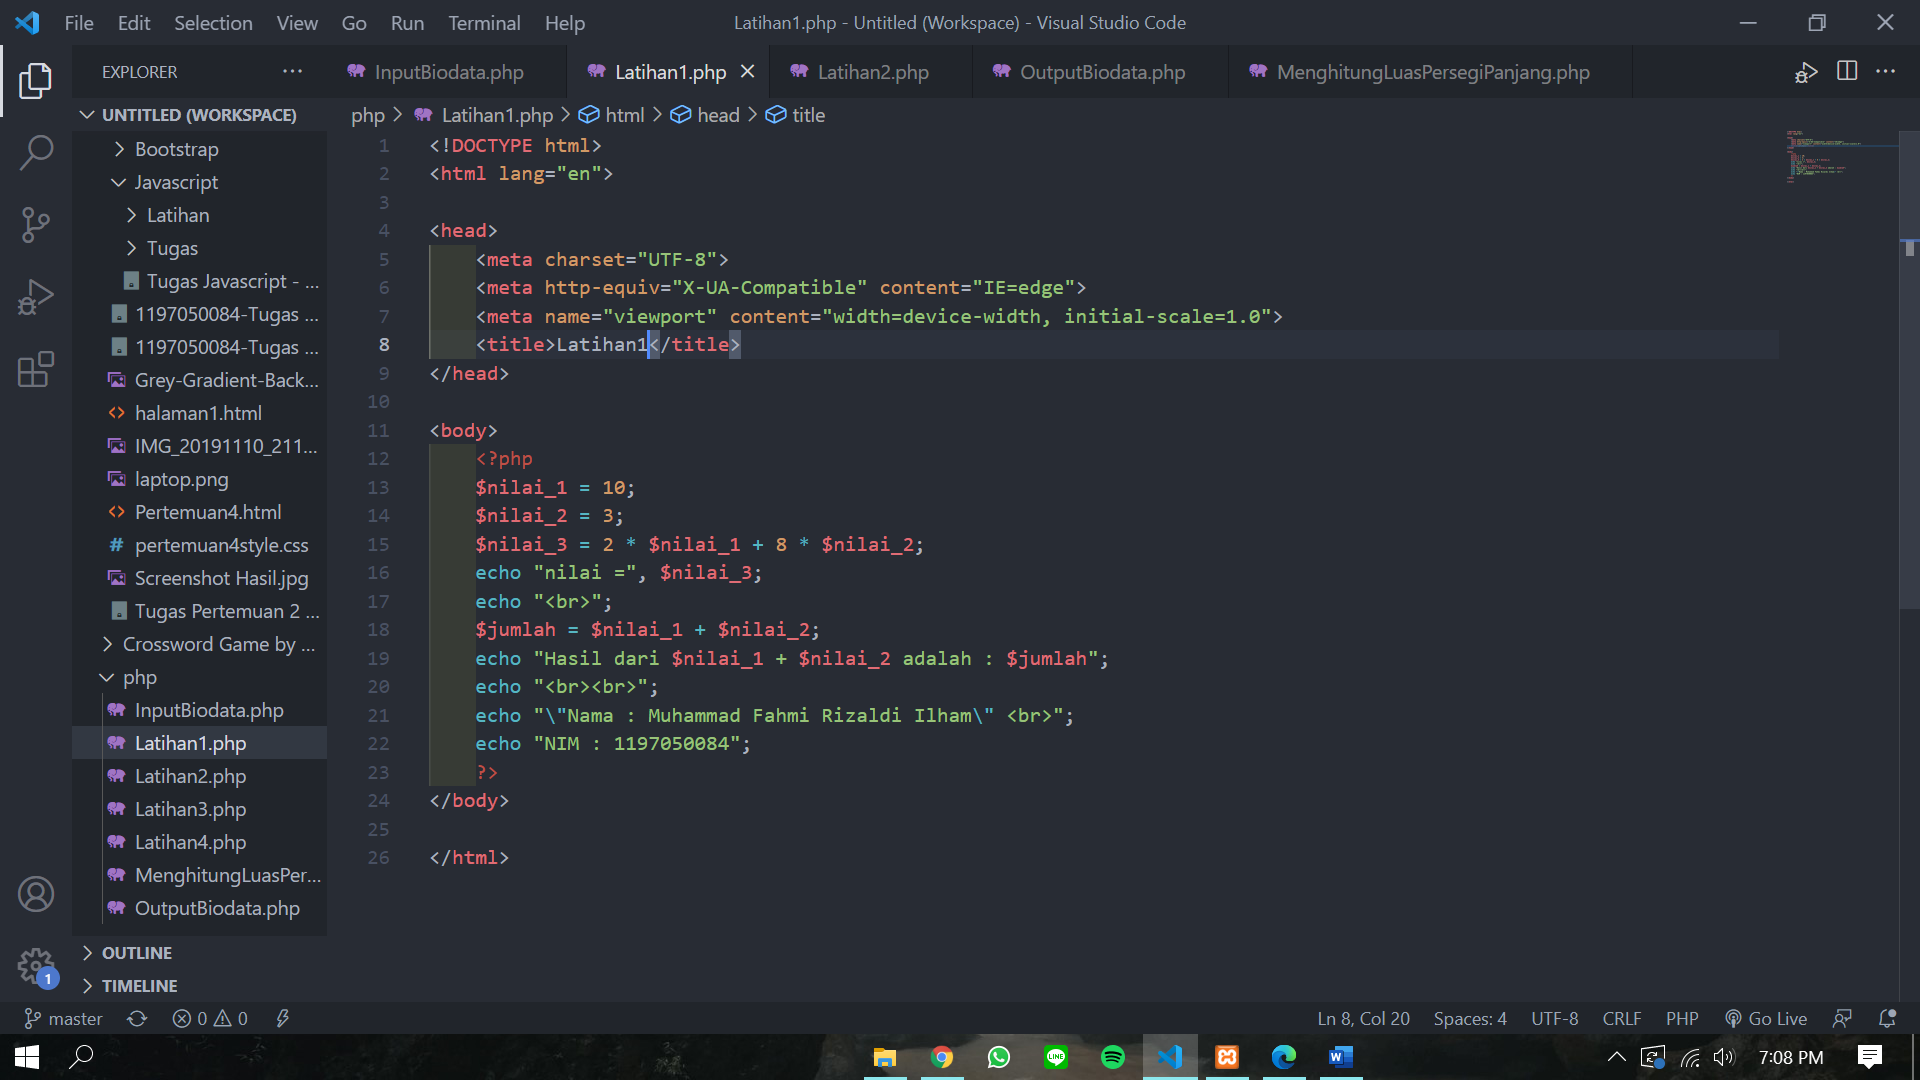 File Edit Selection View Go Run Terminal Help
Latihan1.php - Untitled (Workspace) - Visual Studio Code
EXPLORER
InputBiodata.php Latihan1.php Latihan2.php OutputBiodata.php MenghitungLuasPersegiPanjang.php
UNTITLED (WORKSPACE)
Bootstrap
Javascript
Latihan
Tugas
Tugas Javascript - ...
1197050084-Tugas ...
1197050084-Tugas ...
Grey-Gradient-Back...
halaman1.html
IMG_20191110_211...
laptop.png
Pertemuan4.html
pertemuan4style.css
Screenshot Hasil.jpg
Tugas Pertemuan 2 ...
Crossword Game by ...
php
InputBiodata.php
Latihan1.php
Latihan2.php
Latihan3.php
Latihan4.php
MenghitungLuasPer...
OutputBiodata.php
OUTLINE
TIMELINE
php > Latihan1.php > html > head > title
1 <!DOCTYPE html>
2 <html lang="en">
3
4 <head>
5 <meta charset="UTF-8">
6 <meta http-equiv="X-UA-Compatible" content="IE=edge">
7 <meta name="viewport" content="width=device-width, initial-scale=1.0">
8 <title>Latihan1</title>
9 </head>
10
11 <body>
12 <?php
13 $nilai_1 = 10;
14 $nilai_2 = 3;
15 $nilai_3 = 2 * $nilai_1 + 8 * $nilai_2;
16 echo "nilai =", $nilai_3;
17 echo "<br>";
18 $jumlah = $nilai_1 + $nilai_2;
19 echo "Hasil dari $nilai_1 + $nilai_2 adalah : $jumlah";
20 echo "<br><br>";
21 echo "\"Nama : Muhammad Fahmi Rizaldi Ilham\" <br>";
22 echo "NIM : 1197050084";
23 ?>
24 </body>
25
26 </html>
1
master 0 0 Ln 8, Col 20 Spaces: 4 UTF-8 CRLF PHP Go Live
7:08 PM